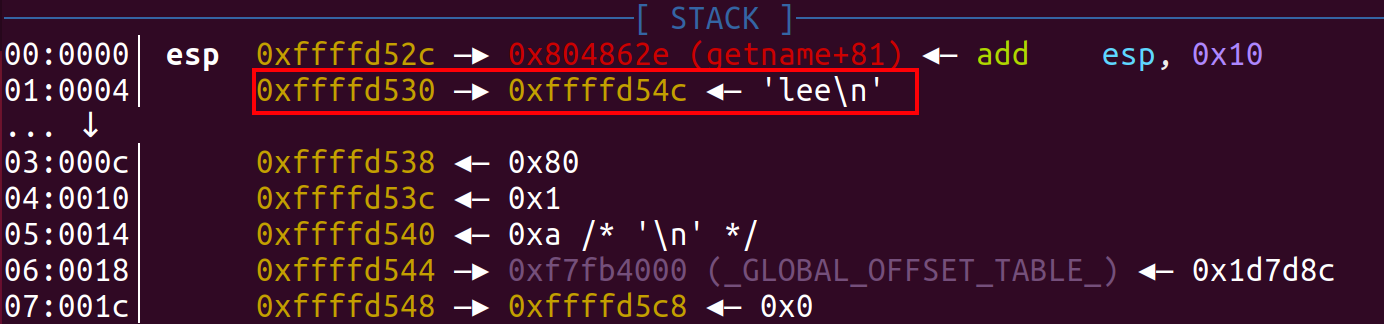 [ STACK ]
00:0000│ esp 0xffffd52c —▸ 0x804862e (getname+81) ◂— add esp, 0x10
01:0004│ 0xffffd530 —▸ 0xffffd54c ◂— 'lee\n'
... ↓
03:000c│ 0xffffd538 ◂— 0x80
04:0010│ 0xffffd53c ◂— 0x1
05:0014│ 0xffffd540 ◂— 0xa /* '\n' */
06:0018│ 0xffffd544 —▸ 0xf7fb4000 (_GLOBAL_OFFSET_TABLE_) ◂— 0x1d7d8c
07:001c│ 0xffffd548 —▸ 0xffffd5c8 ◂— 0x0